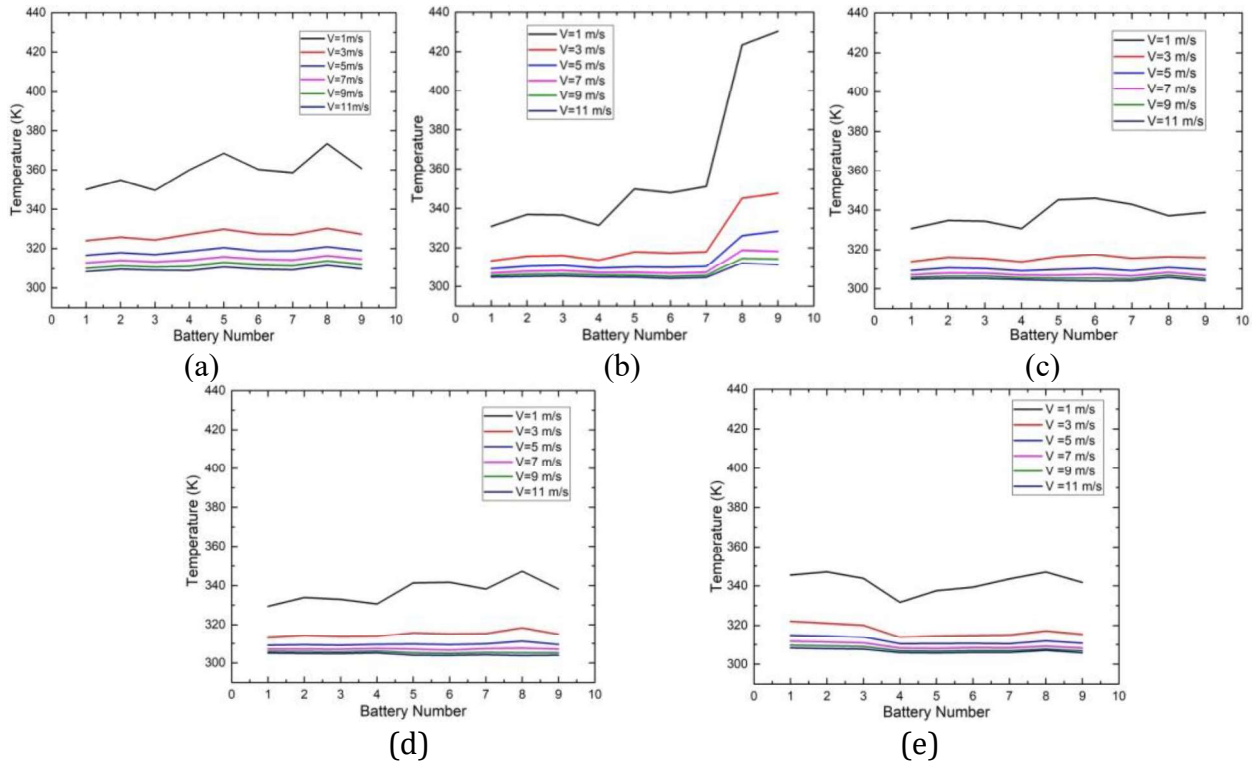 440
420
400
380
360
340
320
300
Temperature (K)
V=1m/s
V=3m/s
V=5m/s
V=7m/s
V=9m/s
V=11m/s
0 1 2 3 4 5 6 7 8 9 10
Battery Number
(a)
440
420
400
380
360
340
320
300
Temperature
V=1 m/s
V=3 m/s
V=5 m/s
V=7 m/s
V=9 m/s
V=11 m/s
0 1 2 3 4 5 6 7 8 9 10
Battery Number
(b)
440
420
400
380
360
340
320
300
Temperature (K)
V=1 m/s
V=3 m/s
V=5 m/s
V=7 m/s
V=9 m/s
V=11 m/s
0 1 2 3 4 5 6 7 8 9 10
Battery Number
(c)
440
420
400
380
360
340
320
300
Temperature (K)
V=1 m/s
V=3 m/s
V=5 m/s
V=7 m/s
V=9 m/s
V=11 m/s
0 1 2 3 4 5 6 7 8 9 10
Battery Number
(d)
440
420
400
380
360
340
320
300
Temperature (K)
V =1 m/s
V =3 m/s
V =5 m/s
V =7 m/s
V =9 m/s
V =11 m/s
0 1 2 3 4 5 6 7 8 9 10
Battery Number
(e)